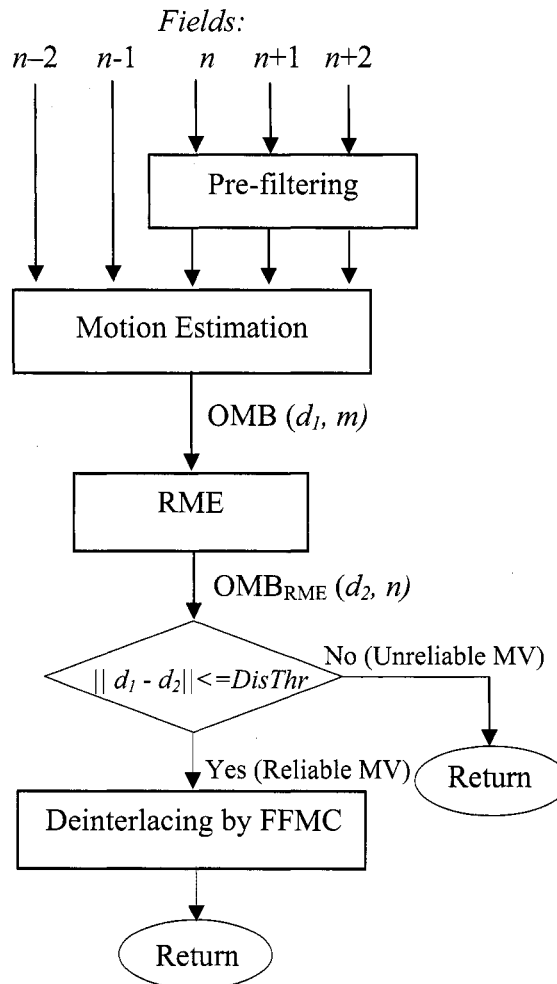 Fields:
n–2 n-1 n n+1 n+2
Pre-filtering
Motion Estimation
OMB (d₁, m)
RME
OMB_RME (d₂, n)
|| d₁ - d₂||<=DisThr
No (Unreliable MV)
Yes (Reliable MV)
Return
Deinterlacing by FFMC
Return